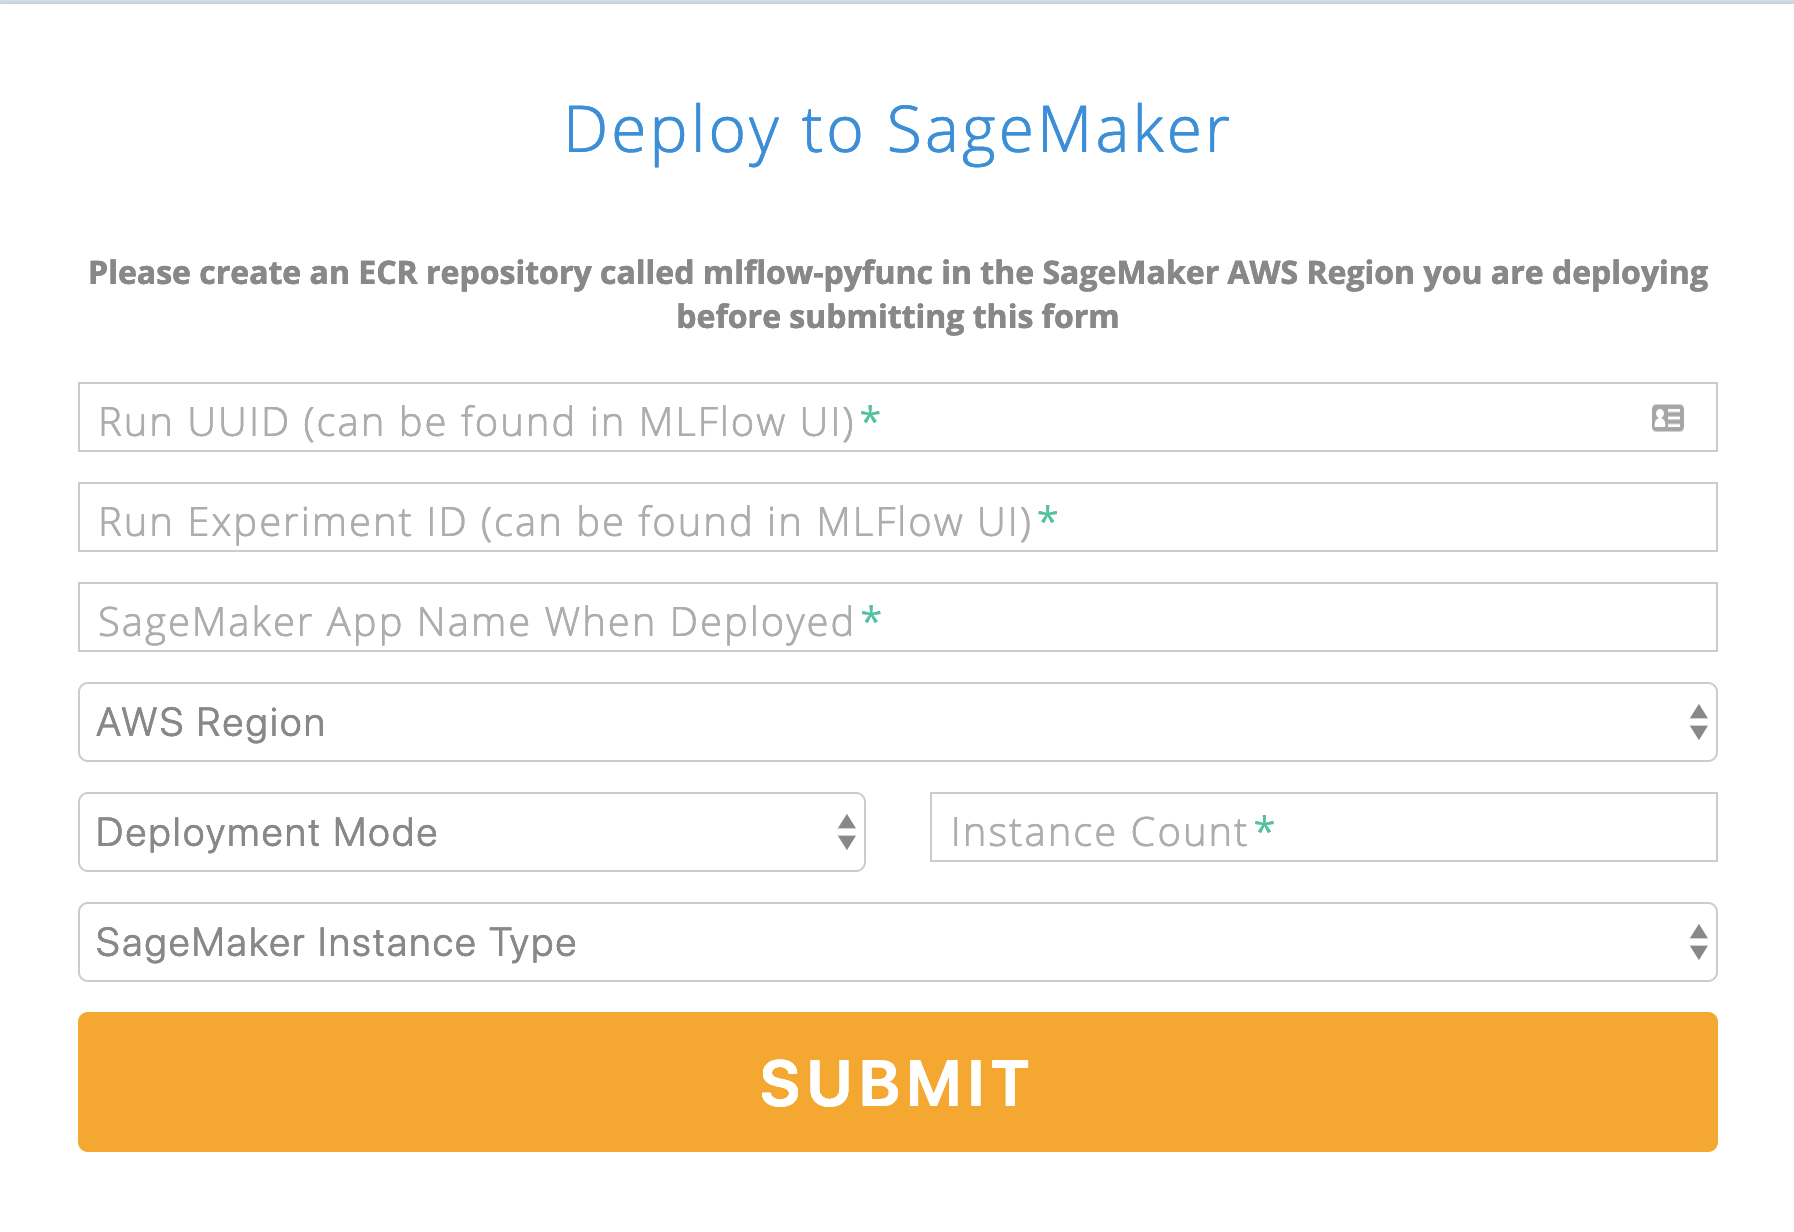 Deploy to SageMaker
Please create an ECR repository called mlflow-pyfunc in the SageMaker AWS Region you are deploying
before submitting this form
Run UUID (can be found in MLFlow UI)*
Run Experiment ID (can be found in MLFlow UI)*
SageMaker App Name When Deployed*
AWS Region
Deployment Mode
Instance Count*
SageMaker Instance Type
SUBMIT